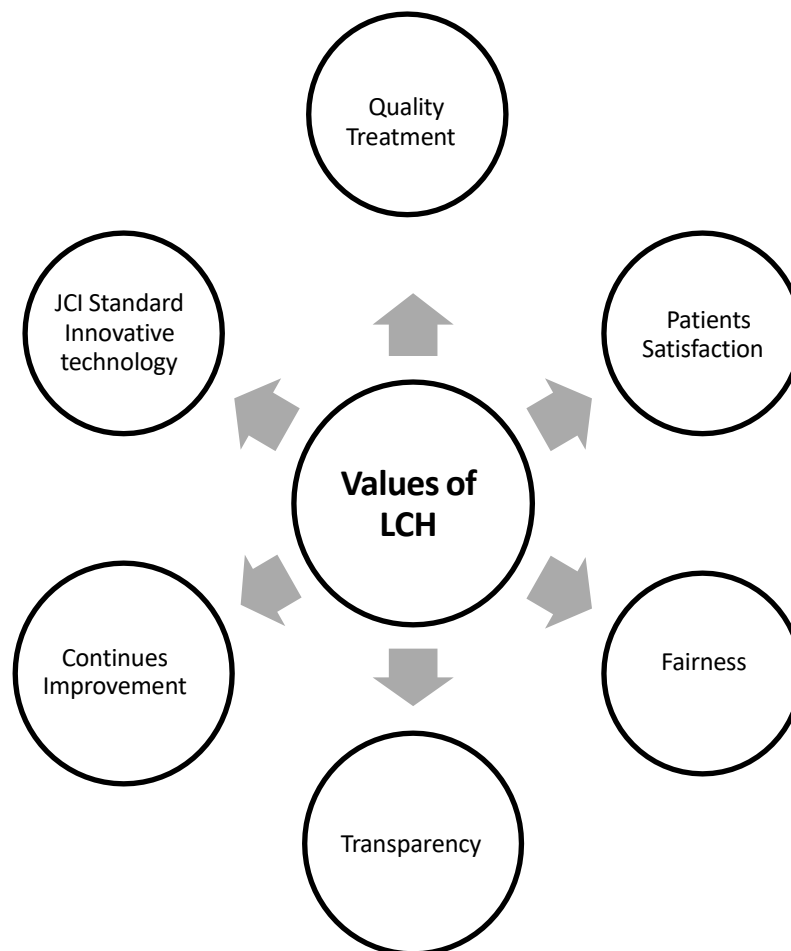 Quality
Treatment
JCI Standard
Innovative
technology
Patients
Satisfaction
Values of
LCH
Continues
Improvement
Fairness
Transparency